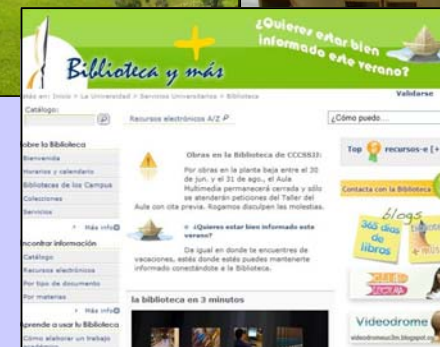 Biblioteca y más
¿Quieres estar bien
informado este verano?
estás en: Inicio > La Universidad > Servicios Universitarios > Biblioteca
Validarse
Catálogo:
Recursos electrónicos A/Z
¿Cómo puedo ...
obre la Biblioteca
Bienvenida
Horarios y calendario
Bibliotecas de los Campus
Colecciones
Servicios
> Más info
ncontrar información
Catálogo
Recursos electrónicos
Por tipo de documento
Por materias
> Más info
prende a usar tu Biblioteca
Cómo elaborar un trabajo
académico
Obras en la Biblioteca de CCCSSJJ:
Por obras en la planta baja entre el 30
de jun. y el 31 de ago., el Aula
Multimedia permanecerá cerrada y sólo
se atenderán peticiones del Taller del
Aula con cita previa. Rogamos disculpen las molestias.
¿Quieres estar bien informado este
verano?
De igual en donde te encuentres de
vacaciones, estés donde estés puedes mantenerte
informado conectándote a la Biblioteca.
la biblioteca en 3 minutos
Top recursos-e [+
Contacta con la Biblioteca
blogs
365 días
de
libros
Videodrome
videodromeuc3m.blogspot.co